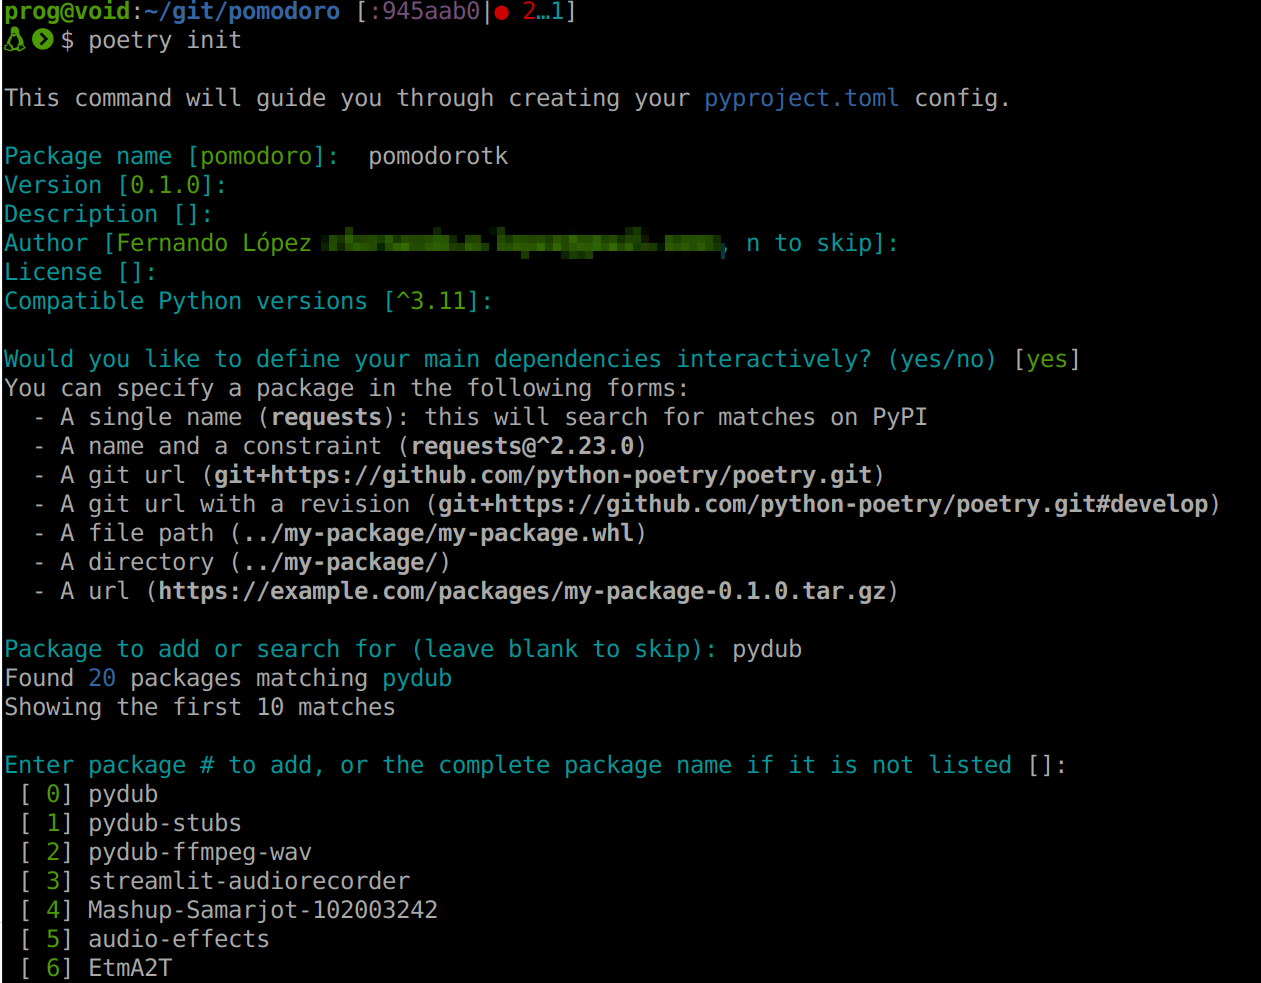 prog@void:~/git/pomodoro [:945aab0|● 2…1]
$ poetry init
This command will guide you through creating your pyproject.toml config.
Package name [pomodoro]:  pomodorotk
Version [0.1.0]:
Description []:
Author [Fernando López , n to skip]:
License []:
Compatible Python versions [^3.11]:
Would you like to define your main dependencies interactively? (yes/no) [yes]
You can specify a package in the following forms:
  - A single name (requests): this will search for matches on PyPI
  - A name and a constraint (requests@^2.23.0)
  - A git url (git+https://github.com/python-poetry/poetry.git)
  - A git url with a revision (git+https://github.com/python-poetry/poetry.git#develop)
  - A file path (../my-package/my-package.whl)
  - A directory (../my-package/)
  - A url (https://example.com/packages/my-package-0.1.0.tar.gz)
Package to add or search for (leave blank to skip): pydub
Found 20 packages matching pydub
Showing the first 10 matches
Enter package # to add, or the complete package name if it is not listed []:
 [ 0] pydub
 [ 1] pydub-stubs
 [ 2] pydub-ffmpeg-wav
 [ 3] streamlit-audiorecorder
 [ 4] Mashup-Samarjot-102003242
 [ 5] audio-effects
 [ 6] EtmA2T